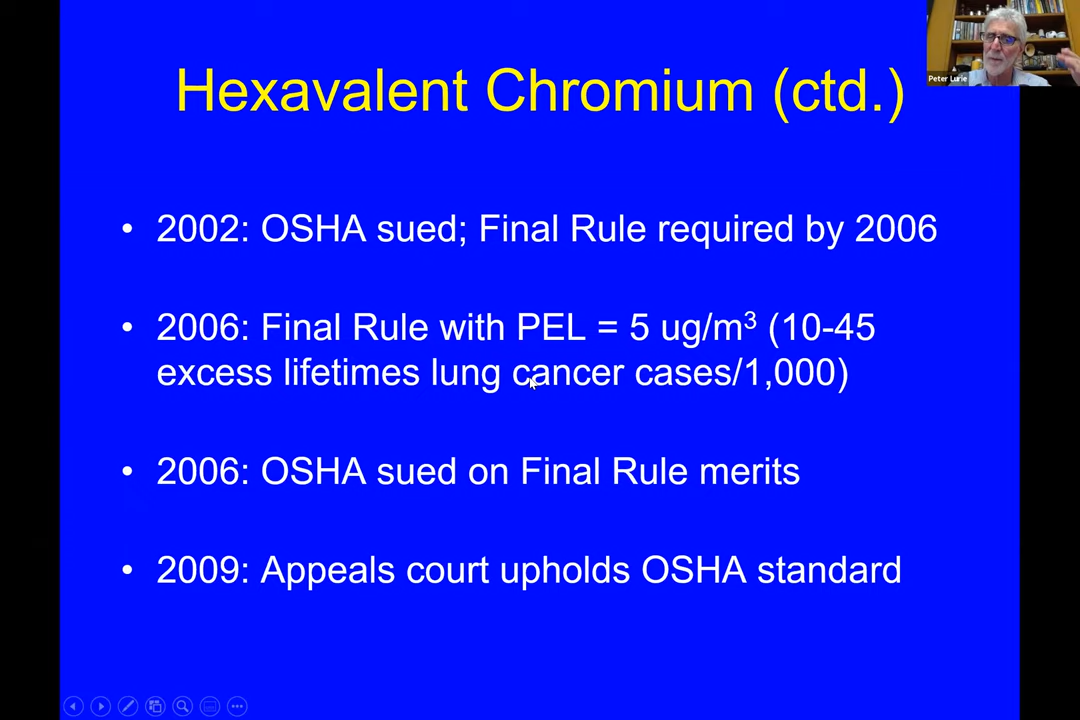 Hexavalent Chromium (ctd.)
Peter Lurie
• 2002: OSHA sued; Final Rule required by 2006
• 2006: Final Rule with PEL = 5 ug/m³ (10-45
excess lifetimes lung cancer cases/1,000)
• 2006: OSHA sued on Final Rule merits
• 2009: Appeals court upholds OSHA standard